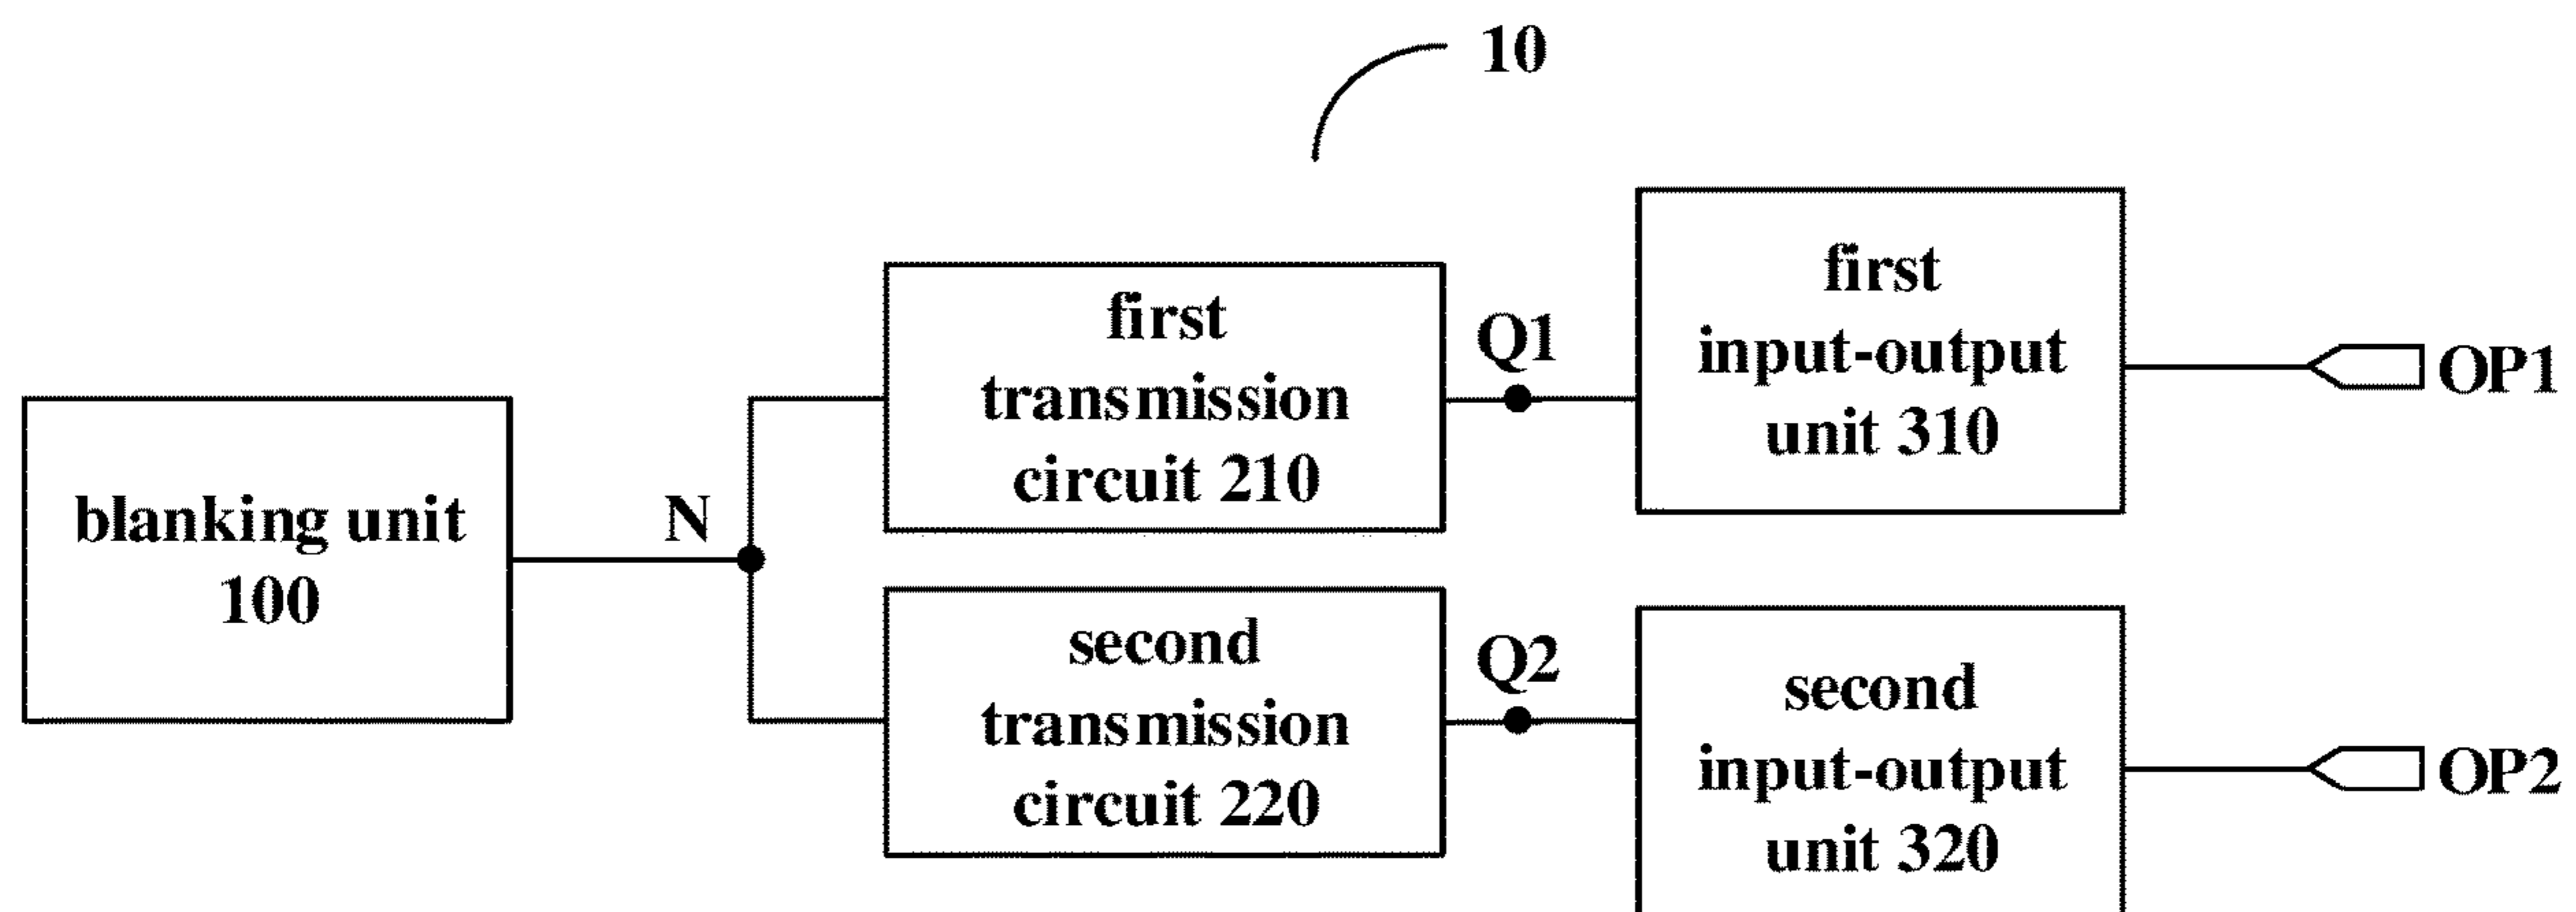 10
first
transmission
circuit 210
Q1
first
input-output
unit 310
OP1
blanking unit
100
N
second
transmission
circuit 220
Q2
second
input-output
unit 320
OP2